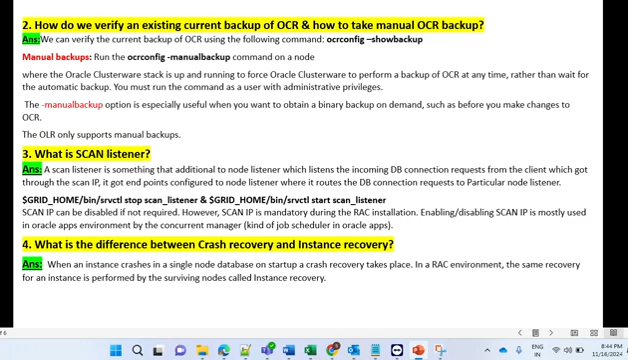 2. How do we verify an existing current backup of OCR & how to take manual OCR backup?
Ans:We can verify the current backup of OCR using the following command: ocrconfig –showbackup
Manual backups: Run the ocrconfig -manualbackup command on a node
where the Oracle Clusterware stack is up and running to force Oracle Clusterware to perform a backup of OCR at any time, rather than wait for
the automatic backup. You must run the command as a user with administrative privileges.
The -manualbackup option is especially useful when you want to obtain a binary backup on demand, such as before you make changes to
OCR.
The OLR only supports manual backups.
3. What is SCAN listener?
Ans: A scan listener is something that additional to node listener which listens the incoming DB connection requests from the client which got
through the scan IP, it got end points configured to node listener where it routes the DB connection requests to Particular node listener.
$GRID_HOME/bin/srvctl stop scan_listener & $GRID_HOME/bin/srvctl start scan_listener
SCAN IP can be disabled if not required. However, SCAN IP is mandatory during the RAC installation. Enabling/disabling SCAN IP is mostly used
in oracle apps environment by the concurrent manager (kind of job scheduler in oracle apps).
4. What is the difference between Crash recovery and Instance recovery?
Ans: When an instance crashes in a single node database on startup a crash recovery takes place. In a RAC environment, the same recovery
for an instance is performed by the surviving nodes called Instance recovery.
ENG
IN
8:44 PM
11/16/2024